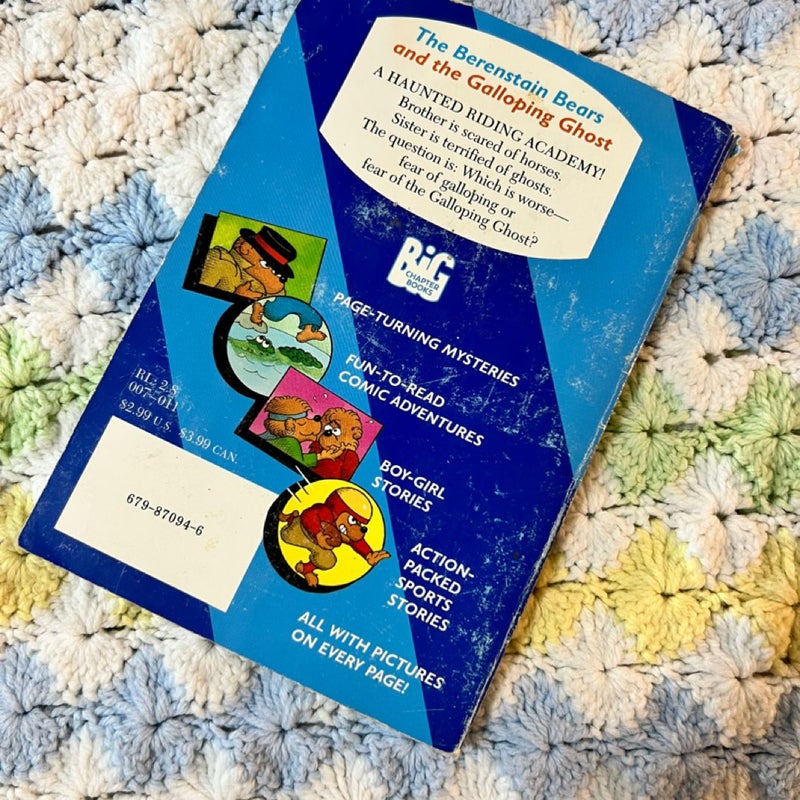 The Berenstain Bears
and the Galloping Ghost
A HAUNTED RIDING ACADEMY!
Brother is scared of horses.
Sister is terrified of ghosts.
The question is: Which is worse—
fear of galloping or
fear of the Galloping Ghost?
BiG
CHAPTER
BOOKS
PAGE-TURNING MYSTERIES
FUN-TO-READ
COMIC ADVENTURES
BOY-GIRL
STORIES
ACTION-
PACKED
SPORTS
STORIES
ALL WITH PICTURES
ON EVERY PAGE!
RL: 2.8
007–011
$2.99 U.S. $3.99 CAN.
679-87094-6